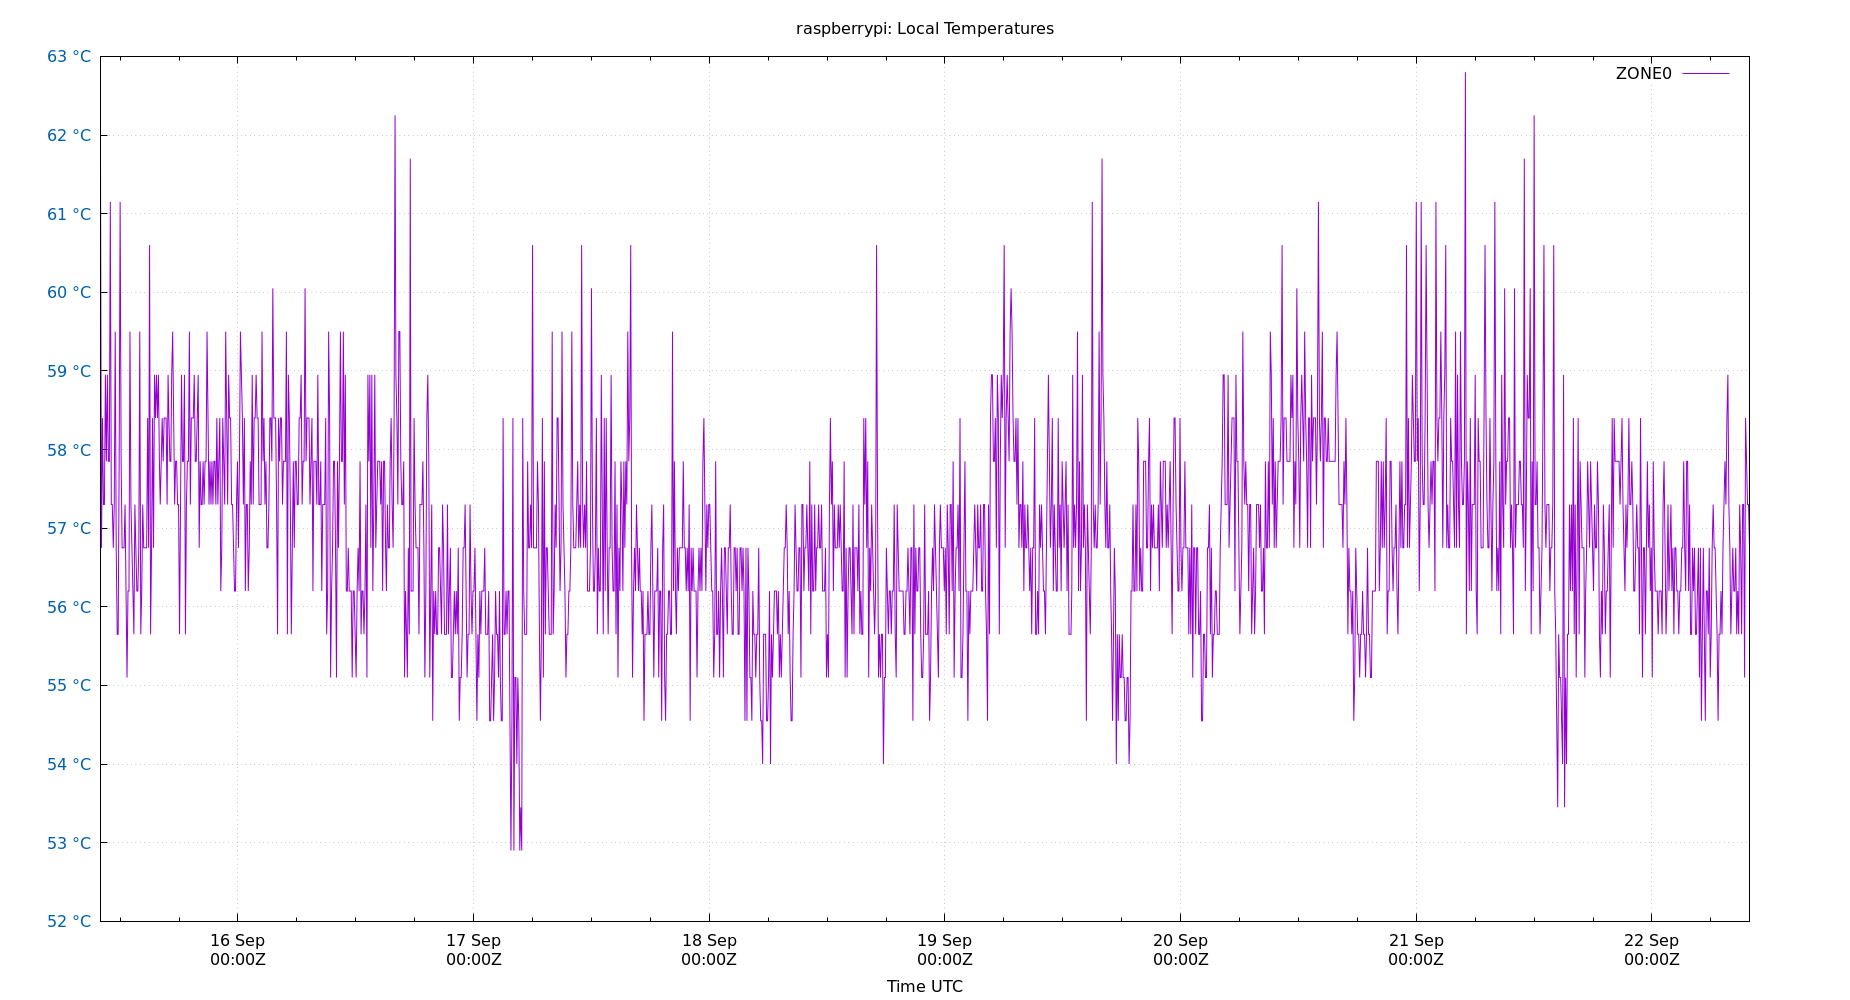 raspberrypi: Local Temperatures
63 °C
ZONE0
62 °C
61 °C
60 °C
59 °C
58 °C
57 °C
56 °C
55 °C
54 °C
53 °C
52 °C
16 Sep 17 Sep 18 Sep 19 Sep 20 Sep 21 Sep 22 Sep
00:00Z 00:00Z 00:00Z 00:00Z 00:00Z 00:00Z 00:00Z
Time UTC